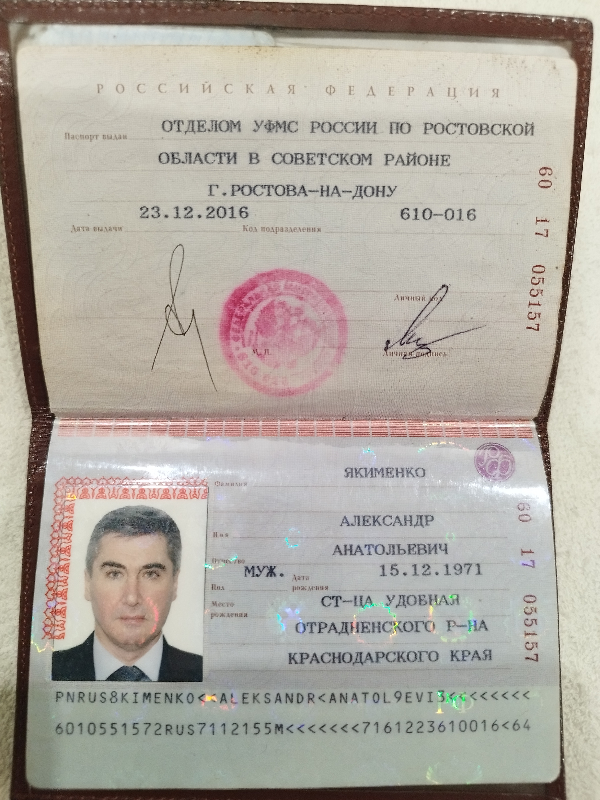 РОССИЙСКАЯ ФЕДЕРАЦИЯ
Паспорт выдан ОТДЕЛОМ УФМС РОССИИ ПО РОСТОВСКОЙ
ОБЛАСТИ В СОВЕТСКОМ РАЙОНЕ
Г.РОСТОВА-НА-ДОНУ
23.12.2016 610-016
Дата выдачи Код подразделения
60 17 055157
Личный код
М. П.
Личная подпись
ЯКИМЕНКО
Фамилия
АЛЕКСАНДР
Имя
АНАТОЛЬЕВИЧ
Отчество
МУЖ. Дата рождения 15.12.1971
Пол
Место рождения СТ-ЦА УДОБНАЯ
ОТРАДНЕНСКОГО Р-НА
КРАСНОДАРСКОГО КРАЯ
60 17 055157
PNRUS8KIMENKO<<ALEKSANDR<ANATOL9EVI3<<<<<<<
6010551572RUS7112155M<<<<<<<7161223610016<64